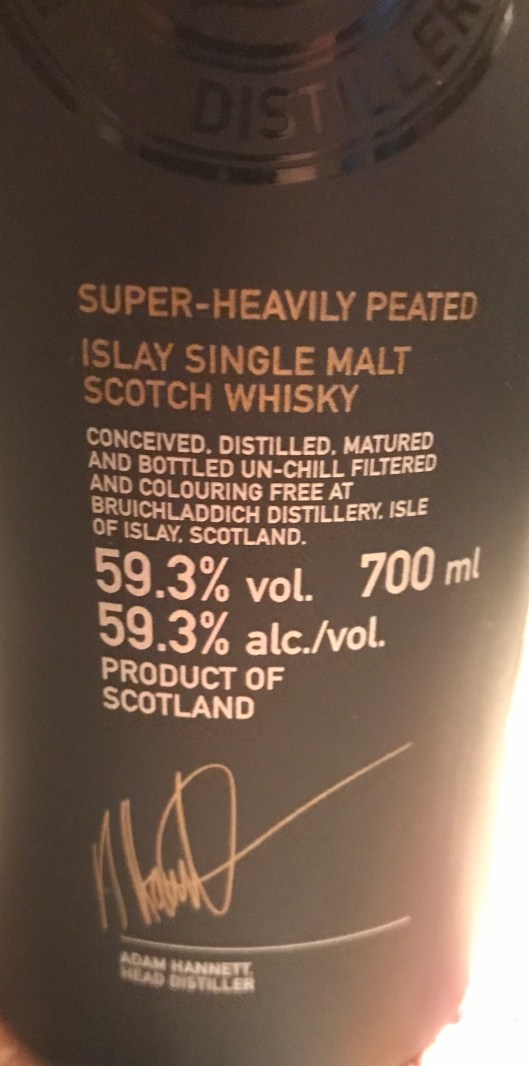 DISTILLER
SUPER-HEAVILY PEATED
ISLAY SINGLE MALT
SCOTCH WHISKY
CONCEIVED, DISTILLED, MATURED
AND BOTTLED UN-CHILL FILTERED
AND COLOURING FREE AT
BRUICHLADDICH DISTILLERY, ISLE
OF ISLAY, SCOTLAND.
59.3% vol. 700 ml
59.3% alc./vol.
PRODUCT OF
SCOTLAND
ADAM HANNETT,
HEAD DISTILLER